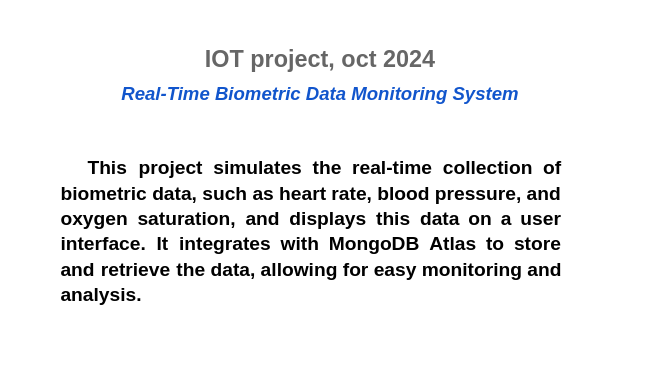 IOT project, oct 2024
Real-Time Biometric Data Monitoring System
This project simulates the real-time collection of
biometric data, such as heart rate, blood pressure, and
oxygen saturation, and displays this data on a user
interface. It integrates with MongoDB Atlas to store
and retrieve the data, allowing for easy monitoring and
analysis.